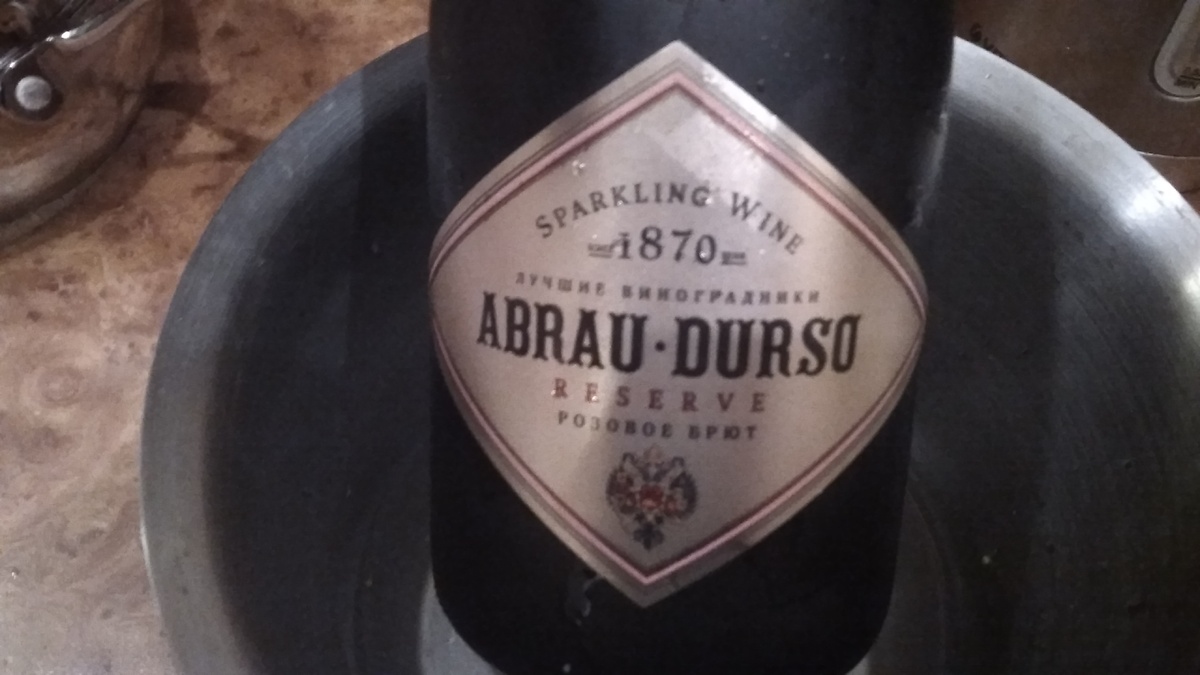 SPARKLING WINE
1870
ЛУЧШИЕ ВИНОГРАДНИКИ
ABRAU·DURSO
RESERVE
РОЗОВОЕ БРЮТ